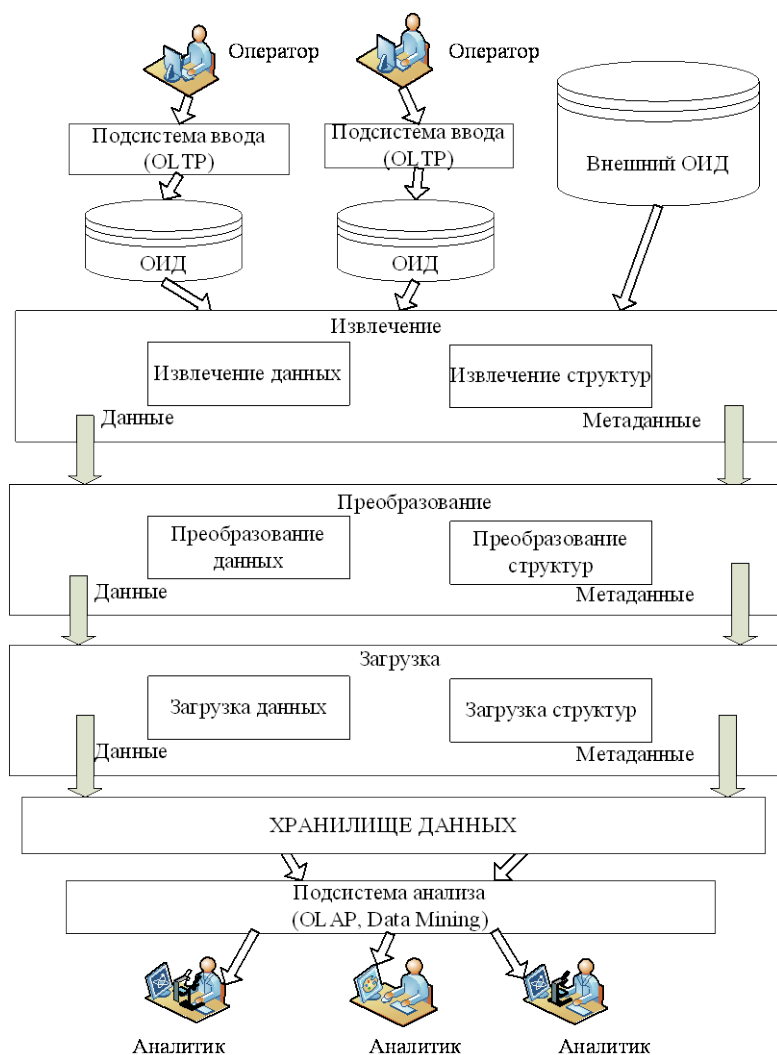 Оператор
Оператор
Подсистема ввода
(OLTP)
Подсистема ввода
(OLTP)
Внешний ОИД
ОИД
ОИД
Извлечение
Извлечение данных
Извлечение структур
Данные
Метаданные
Преобразование
Преобразование
данных
Преобразование
структур
Данные
Метаданные
Загрузка
Загрузка данных
Загрузка структур
Данные
Метаданные
ХРАНИЛИЩЕ ДАННЫХ
Подсистема анализа
(OLAP, Data Mining)
Аналитик
Аналитик
Аналитик